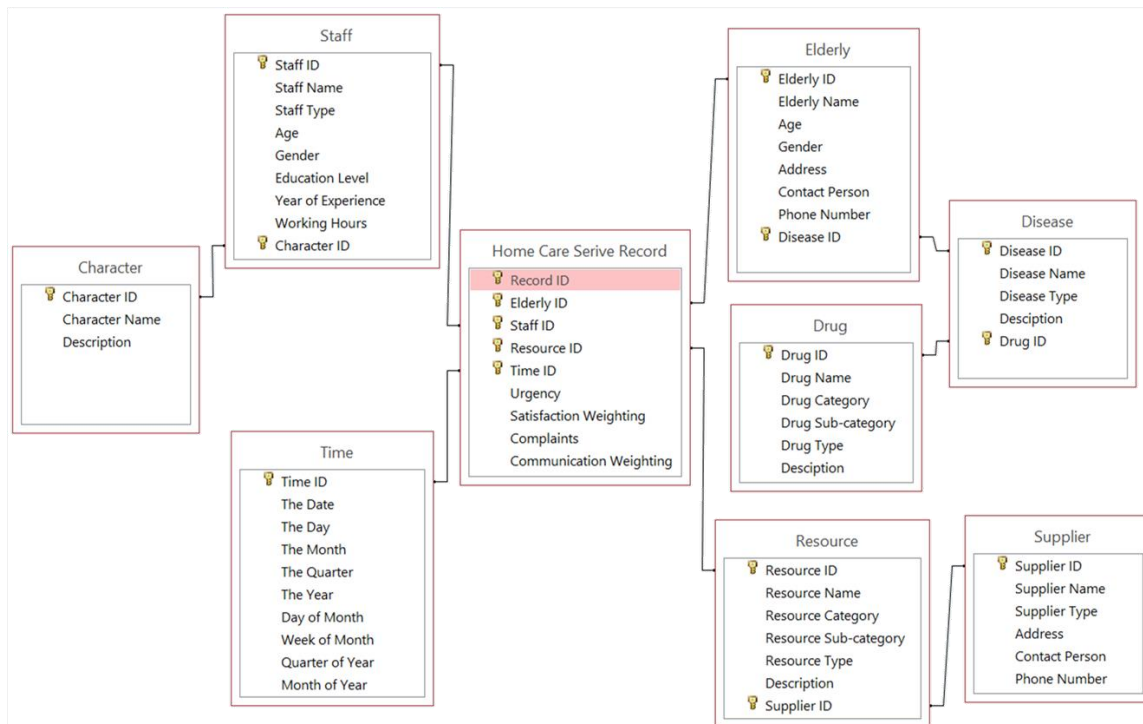 Staff
Staff ID
Staff Name
Staff Type
Age
Gender
Education Level
Year of Experience
Working Hours
Character ID
Character
Character ID
Character Name
Description
Time
Time ID
The Date
The Day
The Month
The Quarter
The Year
Day of Month
Week of Month
Quarter of Year
Month of Year
Home Care Serive Record
Record ID
Elderly ID
Staff ID
Resource ID
Time ID
Urgency
Satisfaction Weighting
Complaints
Communication Weighting
Elderly
Elderly ID
Elderly Name
Age
Gender
Address
Contact Person
Phone Number
Disease ID
Disease
Disease ID
Disease Name
Disease Type
Desciption
Drug ID
Drug
Drug ID
Drug Name
Drug Category
Drug Sub-category
Drug Type
Desciption
Resource
Resource ID
Resource Name
Resource Category
Resource Sub-category
Resource Type
Description
Supplier ID
Supplier
Supplier ID
Supplier Name
Supplier Type
Address
Contact Person
Phone Number